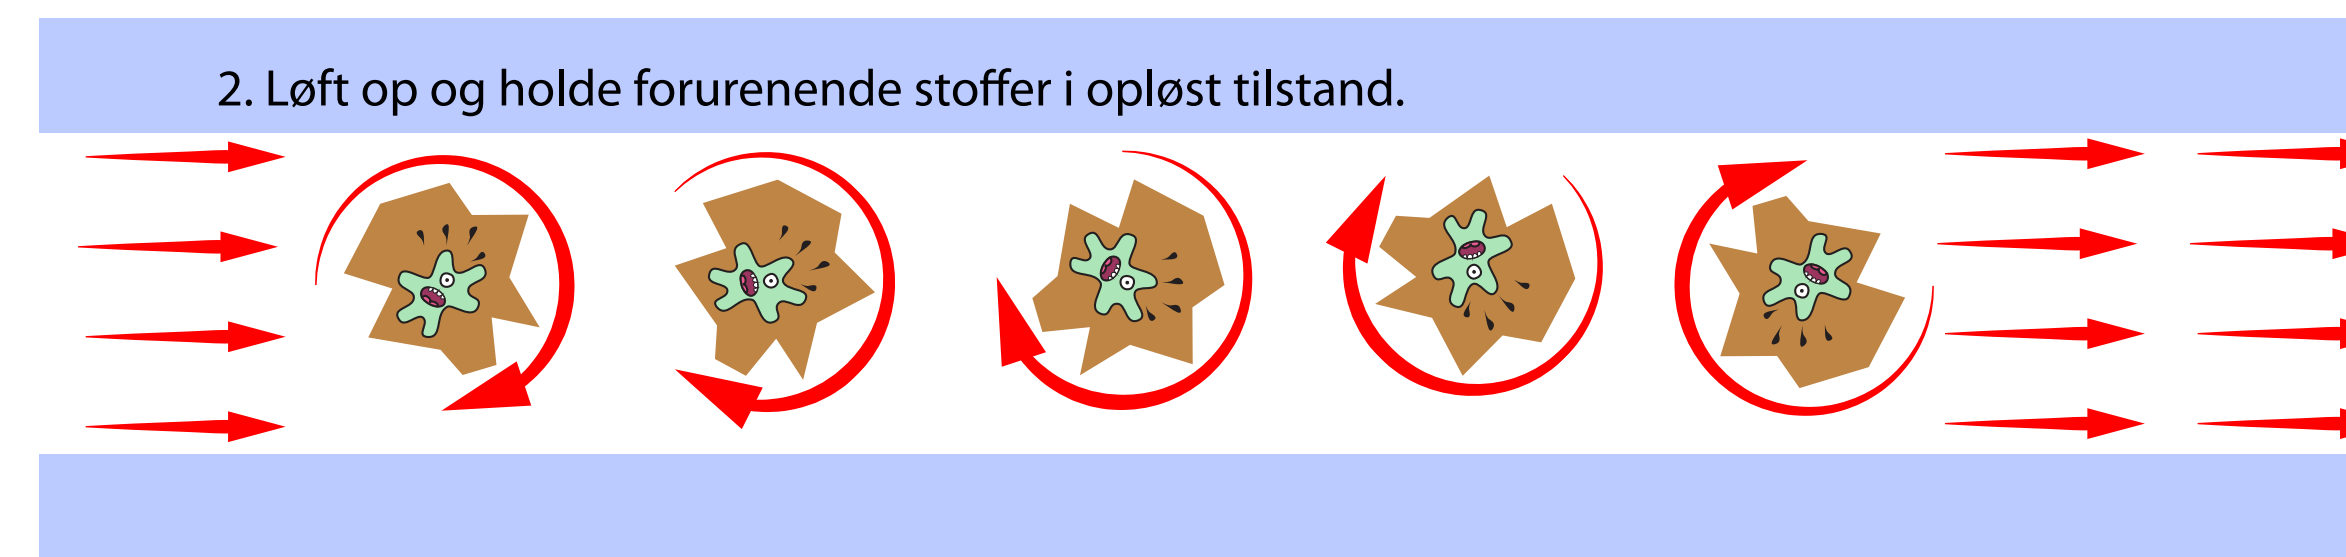 2. Løft op og holde forurenende stoffer i opløst tilstand.